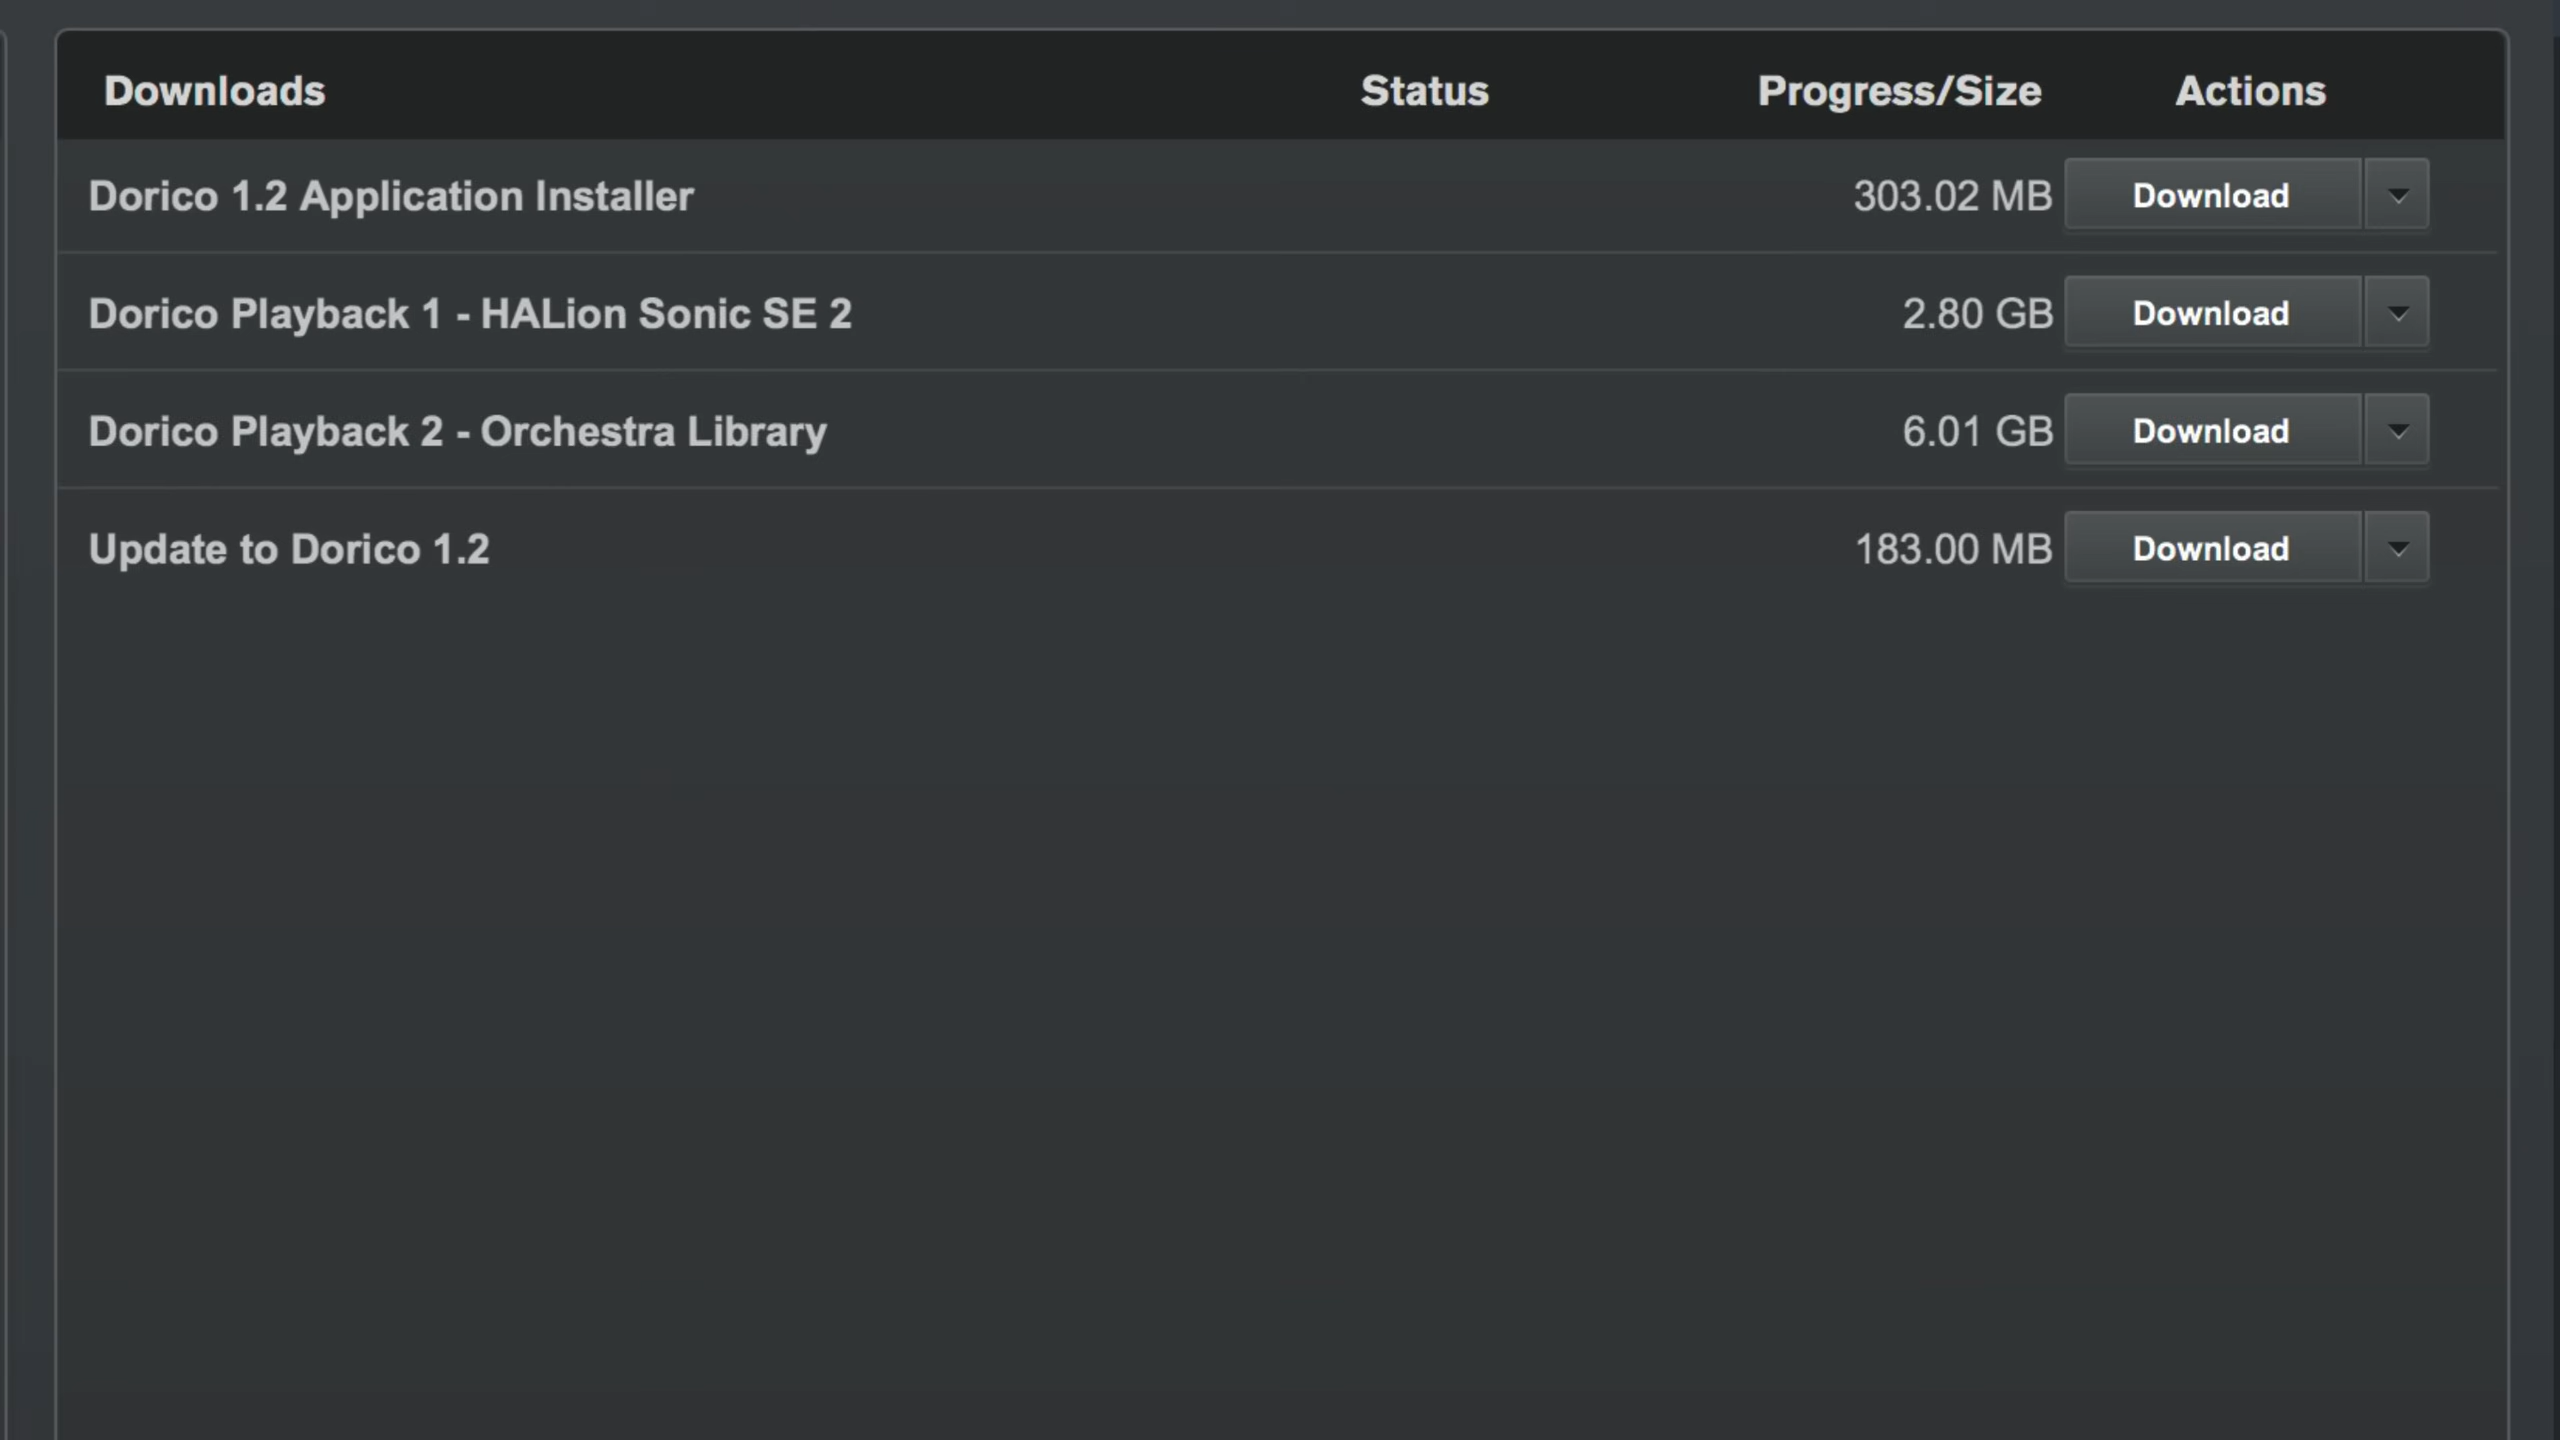 Downloads Status Progress/Size Actions
Dorico 1.2 Application Installer 303.02 MB Download
Dorico Playback 1 - HALion Sonic SE 2 2.80 GB Download
Dorico Playback 2 - Orchestra Library 6.01 GB Download
Update to Dorico 1.2 183.00 MB Download